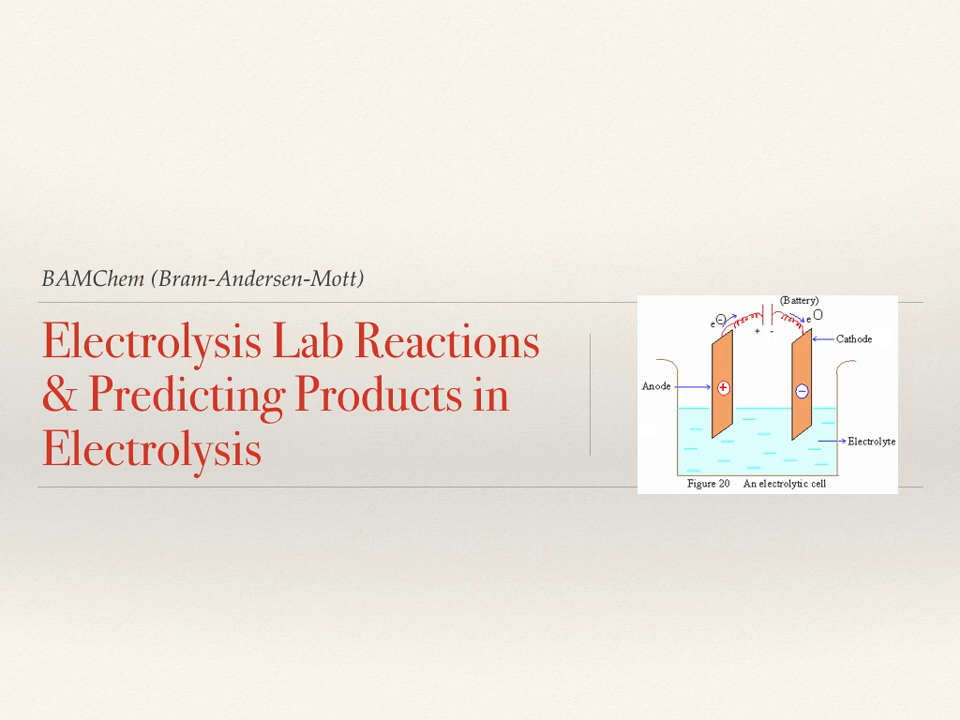 BAMChem (Bram-Andersen-Mott)
Electrolysis Lab Reactions
& Predicting Products in
Electrolysis
(Battery)
e −
e
+ -
Cathode
Anode
+
−
Electrolyte
Figure 20 An electrolytic cell